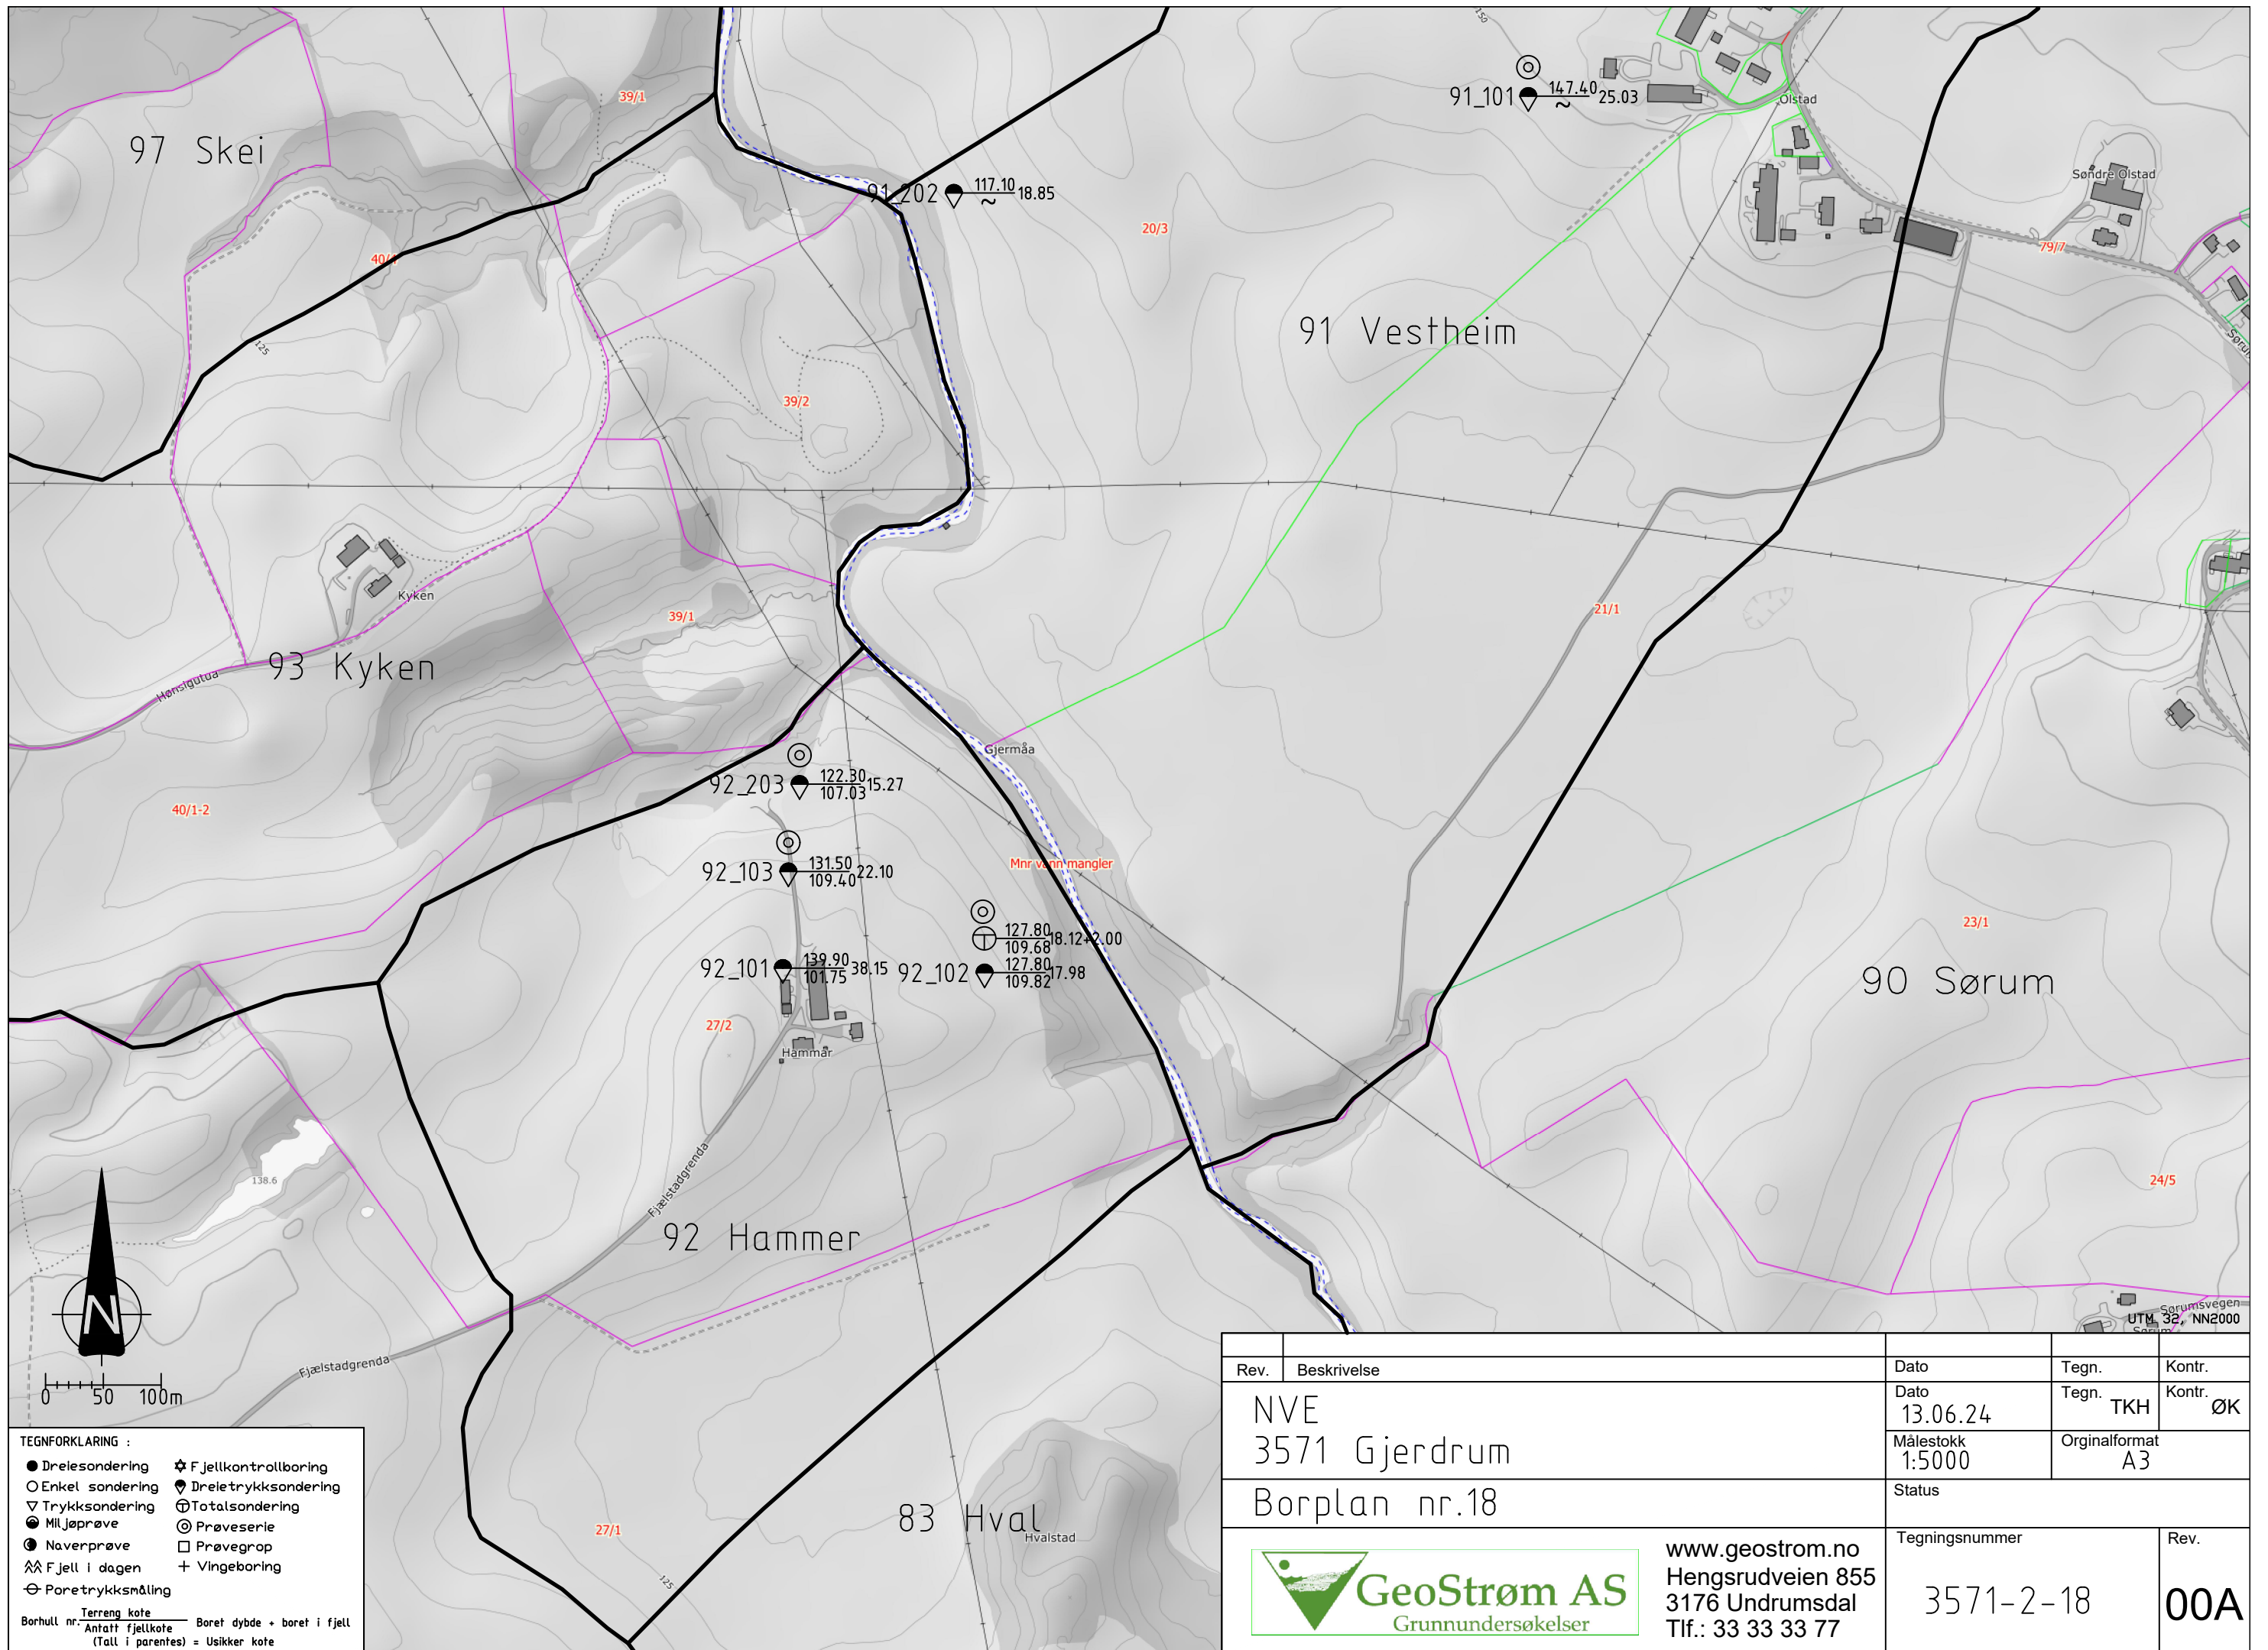 150
39/1
97 Skei
91_101
147.40
~
25.03
Olstad
Søndre Olstad
91_202
117.10
~
18.85
20/3
79/7
40/1
125
91 Vestheim
39/2
Kyken
39/1
21/1
93 Kyken
Hønsigutua
Gjermåa
92_203
122.30
107.03
15.27
40/1-2
92_103
131.50
109.40
22.10
Mnr vann mangler
127.80
109.68
18.12+2.00
92_101
139.90
101.75
38.15
92_102
127.80
109.82
17.98
23/1
90 Sørum
27/2
Hammar
138.6
Fjælstadgrenda
24/5
92 Hammer
N
Sørumsvegen
UTM 32, NN2000
Sørum
Fjælstadgrenda
0 50 100m
27/1
83 Hval
Hvalstad
125
TEGNFORKLARING :
Dreiesondering
Fjellkontrollboring
Enkel sondering
Dreietrykksondering
Trykksondering
Totalsondering
Miljøprøve
Prøveserie
Naverprøve
Prøvegrop
Fjell i dagen
Vingeboring
Poretrykksmåling
Borhull nr.
Terreng kote
Antatt fjellkote
Boret dybde + boret i fjell
(Tall i parentes) = Usikker kote
Rev. Beskrivelse Dato Tegn. Kontr.
NVE
3571 Gjerdrum
Dato
13.06.24
Tegn. TKH
Kontr. ØK
Målestokk
1:5000
Orginalformat
A3
Borplan nr.18
Status
GeoStrøm AS
Grunnundersøkelser
www.geostrom.no
Hengsrudveien 855
3176 Undrumsdal
Tlf.: 33 33 33 77
Tegningsnummer
3571-2-18
Rev.
00A